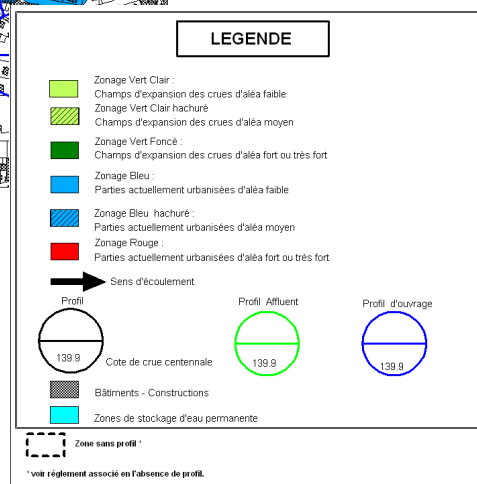 LEGENDE
Zonage Vert Clair :
Champs d'expansion des crues d'aléa faible
Zonage Vert Clair hachuré
Champs d'expansion des crues d'aléa moyen
Zonage Vert Foncé :
Champs d'expansion des crues d'aléa fort ou très fort
Zonage Bleu :
Parties actuellement urbanisées d'aléa faible
Zonage Bleu hachuré :
Parties actuellement urbanisées d'aléa moyen
Zonage Rouge :
Parties actuellement urbanisées d'aléa fort ou très fort
Sens d'écoulement
Profil
Profil Affluent
Profil d'ouvrage
139.9
Cote de crue centennale
139.9
139.9
Bâtiments - Constructions
Zones de stockage d'eau permanente
Zone sans profil *
* voir réglement associé en l'absence de profil.